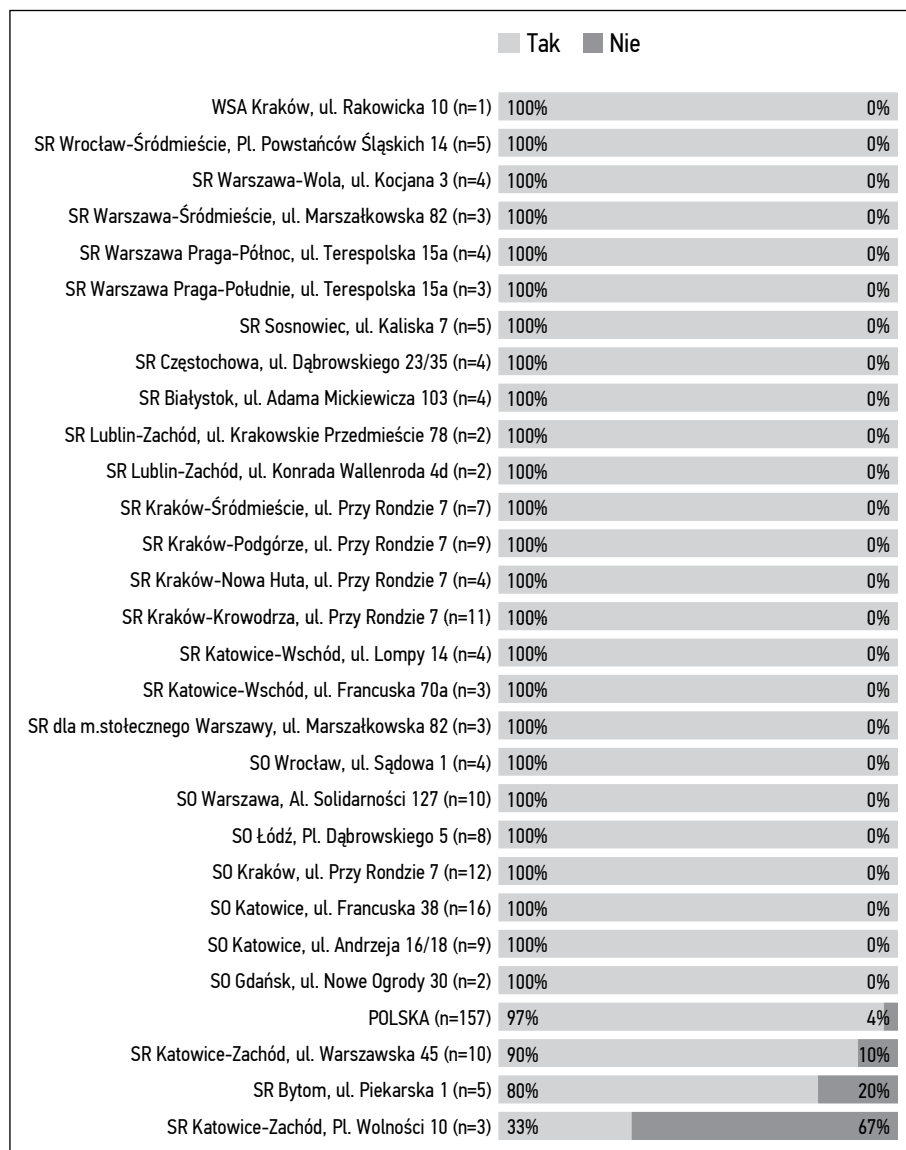 Tak Nie
WSA Kraków, ul. Rakowicka 10 (n=1) 100% 0%
SR Wrocław-Śródmieście, Pl. Powstańców Śląskich 14 (n=5) 100% 0%
SR Warszawa-Wola, ul. Kocjana 3 (n=4) 100% 0%
SR Warszawa-Śródmieście, ul. Marszałkowska 82 (n=3) 100% 0%
SR Warszawa Praga-Północ, ul. Terespolska 15a (n=4) 100% 0%
SR Warszawa Praga-Południe, ul. Terespolska 15a (n=3) 100% 0%
SR Sosnowiec, ul. Kaliska 7 (n=5) 100% 0%
SR Częstochowa, ul. Dąbrowskiego 23/35 (n=4) 100% 0%
SR Białystok, ul. Adama Mickiewicza 103 (n=4) 100% 0%
SR Lublin-Zachód, ul. Krakowskie Przedmieście 78 (n=2) 100% 0%
SR Lublin-Zachód, ul. Konrada Wallenroda 4d (n=2) 100% 0%
SR Kraków-Śródmieście, ul. Przy Rondzie 7 (n=7) 100% 0%
SR Kraków-Podgórze, ul. Przy Rondzie 7 (n=9) 100% 0%
SR Kraków-Nowa Huta, ul. Przy Rondzie 7 (n=4) 100% 0%
SR Kraków-Krowodrza, ul. Przy Rondzie 7 (n=11) 100% 0%
SR Katowice-Wschód, ul. Lompy 14 (n=4) 100% 0%
SR Katowice-Wschód, ul. Francuska 70a (n=3) 100% 0%
SR dla m.stołecznego Warszawy, ul. Marszałkowska 82 (n=3) 100% 0%
SO Wrocław, ul. Sądowa 1 (n=4) 100% 0%
SO Warszawa, Al. Solidarności 127 (n=10) 100% 0%
SO Łódź, Pl. Dąbrowskiego 5 (n=8) 100% 0%
SO Kraków, ul. Przy Rondzie 7 (n=12) 100% 0%
SO Katowice, ul. Francuska 38 (n=16) 100% 0%
SO Katowice, ul. Andrzeja 16/18 (n=9) 100% 0%
SO Gdańsk, ul. Nowe Ogrody 30 (n=2) 100% 0%
POLSKA (n=157) 97% 4%
SR Katowice-Zachód, ul. Warszawska 45 (n=10) 90% 10%
SR Bytom, ul. Piekarska 1 (n=5) 80% 20%
SR Katowice-Zachód, Pl. Wolności 10 (n=3) 33% 67%